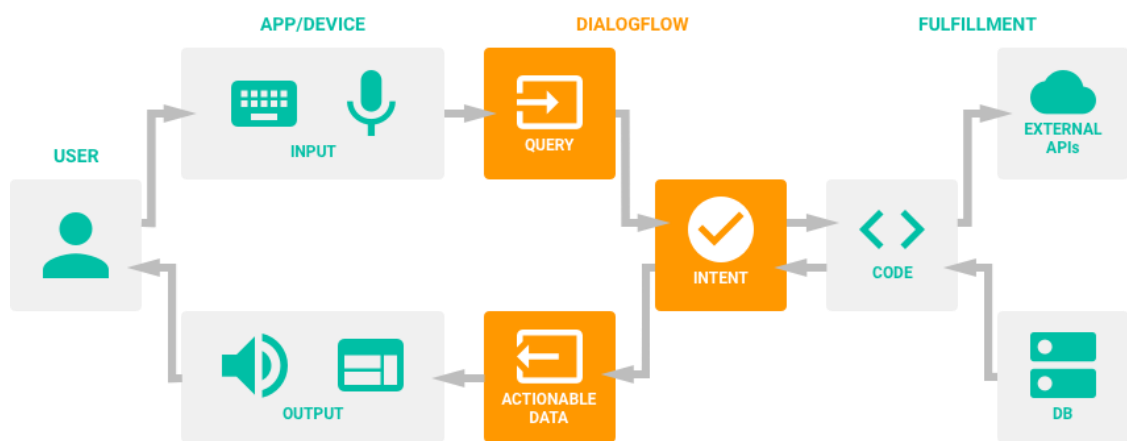 APP/DEVICE
DIALOGFLOW
FULFILLMENT
INPUT
QUERY
EXTERNAL
APIs
USER
INTENT
CODE
OUTPUT
ACTIONABLE
DATA
DB